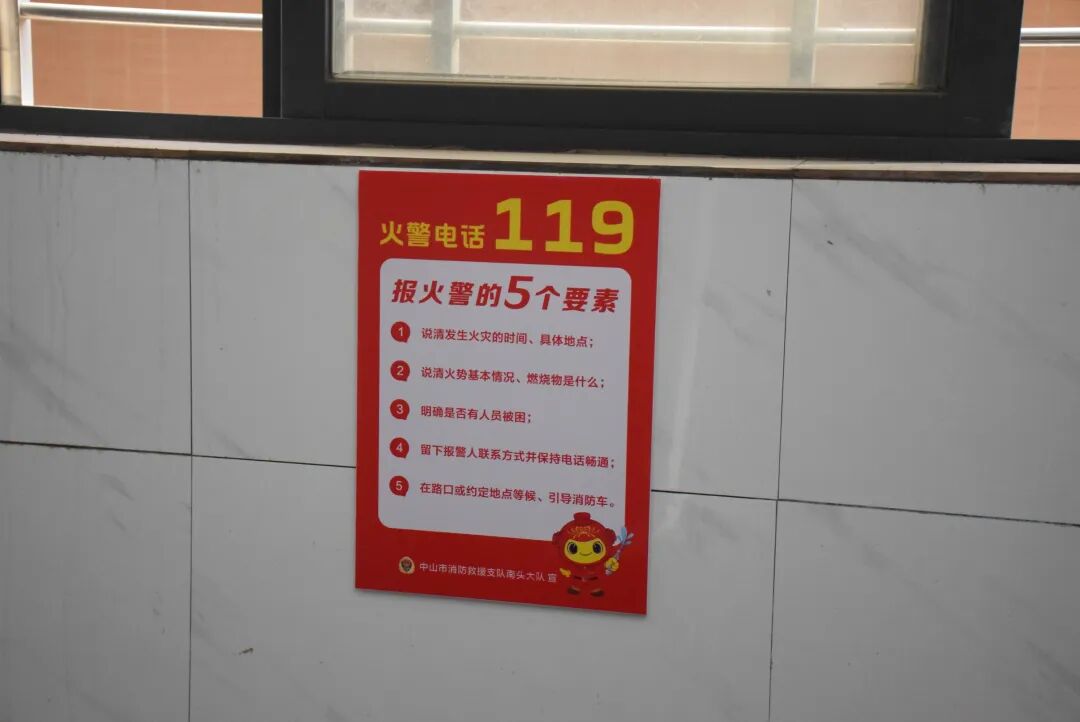 火警电话 119
报火警的5个要素
1 说清发生火灾的时间、具体地点；
2 说清火势基本情况、燃烧物是什么；
3 明确是否有人员被困；
4 留下报警人联系方式并保持电话畅通；
5 在路口或约定地点等候、引导消防车。
中山市消防救援支队南头大队 宣